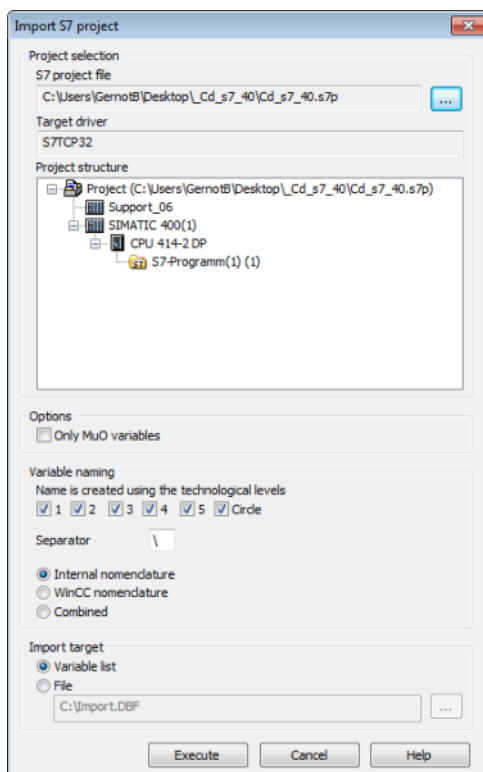 Import S7 project
Project selection
S7 project file
C:\Users\GernotB\Desktop\_Cd_s7_40\Cd_s7_40.s7p
...
Target driver
S7TCP32
Project structure
Project (C:\Users\GernotB\Desktop\_Cd_s7_40\Cd_s7_40.s7p)
Support_06
SIMATIC 400(1)
CPU 414-2 DP
S7-Programm(1) (1)
Options
Only MuO variables
Variable naming
Name is created using the technological levels
1 2 3 4 5 Circle
Separator \
Internal nomenclature
WinCC nomenclature
Combined
Import target
Variable list
File
C:\Import.DBF ...
Execute Cancel Help